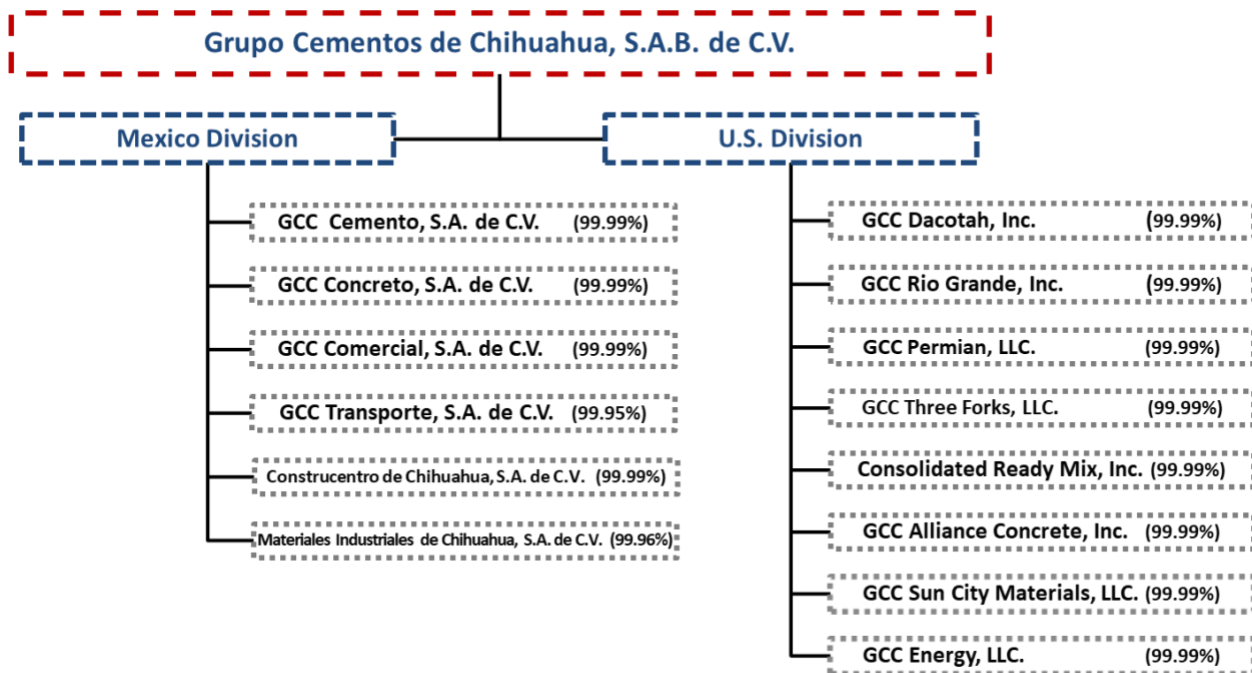 Grupo Cementos de Chihuahua, S.A.B. de C.V.
Mexico Division
GCC Cemento, S.A. de C.V. (99.99%)
GCC Concreto, S.A. de C.V. (99.99%)
GCC Comercial, S.A. de C.V. (99.99%)
GCC Transporte, S.A. de C.V. (99.95%)
Construcentro de Chihuahua, S.A. de C.V. (99.99%)
Materiales Industriales de Chihuahua, S.A. de C.V. (99.96%)
U.S. Division
GCC Dacotah, Inc. (99.99%)
GCC Rio Grande, Inc. (99.99%)
GCC Permian, LLC. (99.99%)
GCC Three Forks, LLC. (99.99%)
Consolidated Ready Mix, Inc. (99.99%)
GCC Alliance Concrete, Inc. (99.99%)
GCC Sun City Materials, LLC. (99.99%)
GCC Energy, LLC. (99.99%)